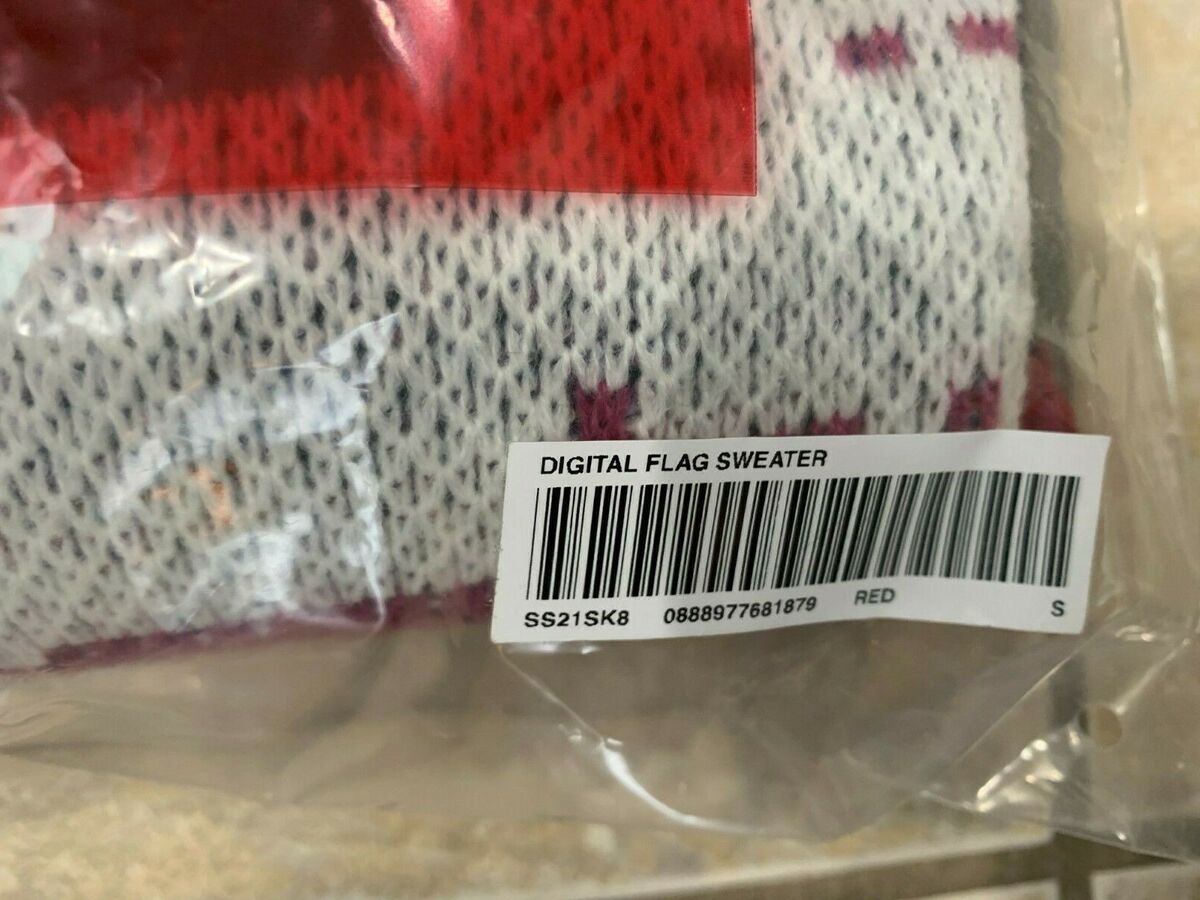 DIGITAL FLAG SWEATER
SS21SK8 0888977681879 RED S